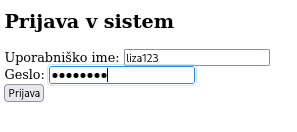 Prijava v sistem
Uporabniško ime: liza123
Geslo: ●●●●●●●●
Prijava